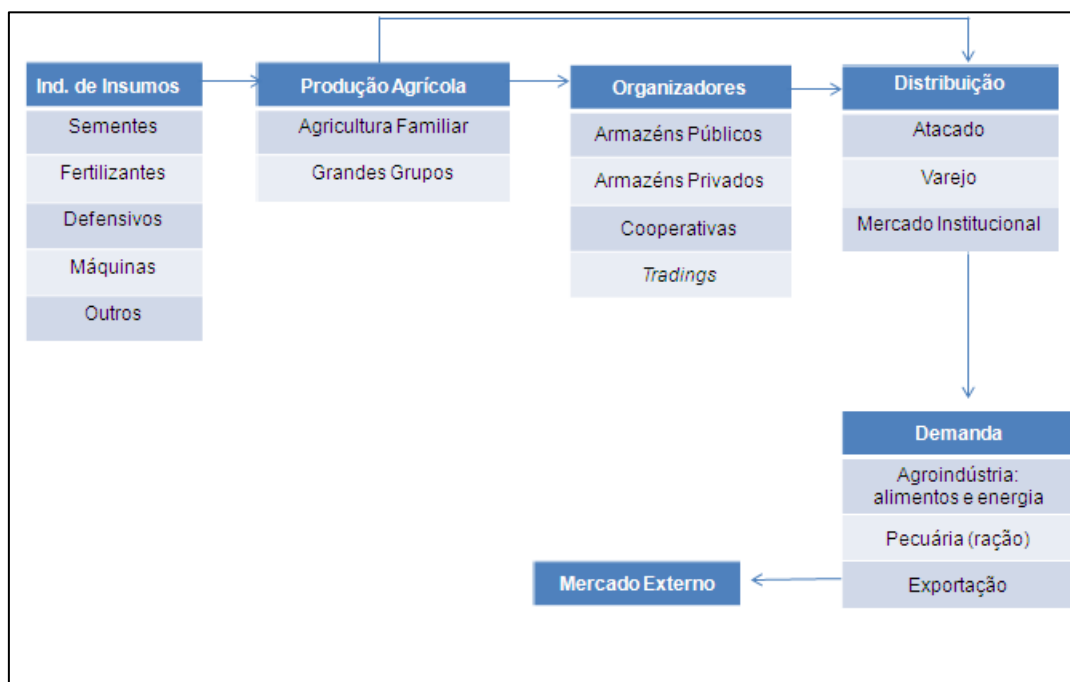 Ind. de Insumos
Sementes
Fertilizantes
Defensivos
Máquinas
Outros
Produção Agrícola
Agricultura Familiar
Grandes Grupos
Organizadores
Armazéns Públicos
Armazéns Privados
Cooperativas
Tradings
Distribuição
Atacado
Varejo
Mercado Institucional
Demanda
Agroindústria:
alimentos e energia
Pecuária (ração)
Exportação
Mercado Externo